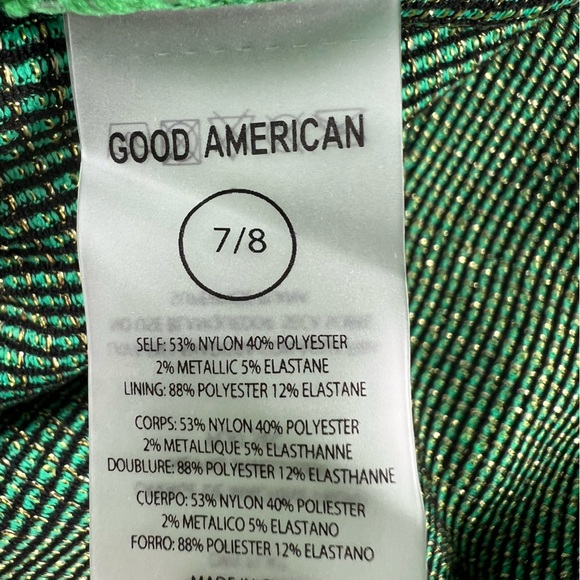 GOOD AMERICAN
7/8
SELF: 53% NYLON 40% POLYESTER
2% METALLIC 5% ELASTANE
LINING: 88% POLYESTER 12% ELASTANE
CORPS: 53% NYLON 40% POLYESTER
2% METALLIQUE 5% ELASTHANNE
DOUBLURE: 88% POLYESTER 12% ELASTHANNE
CUERPO: 53% NYLON 40% POLIESTER
2% METALICO 5% ELASTANO
FORRO: 88% POLIESTER 12% ELASTANO
MADE IN